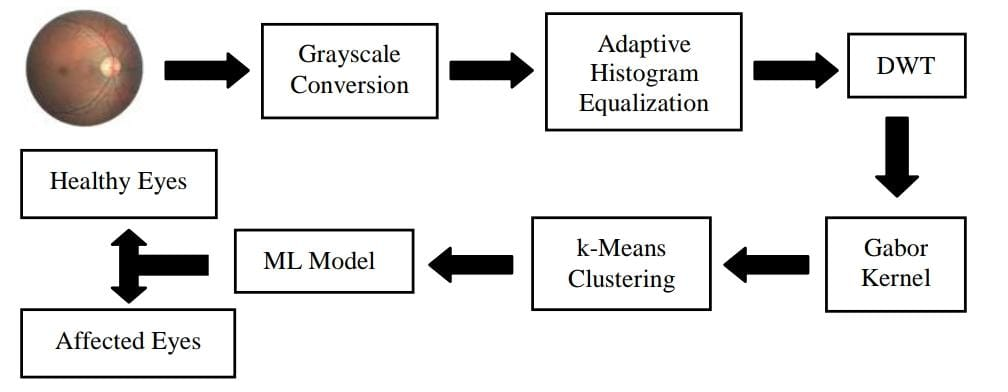 Grayscale
Conversion
Adaptive
Histogram
Equalization
DWT
Gabor
Kernel
k-Means
Clustering
ML Model
Healthy Eyes
Affected Eyes